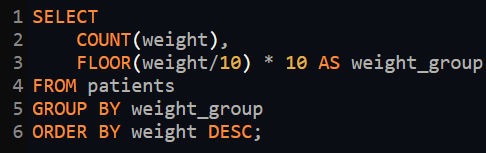 1 SELECT
2     COUNT(weight),
3     FLOOR(weight/10) * 10 AS weight_group
4 FROM patients
5 GROUP BY weight_group
6 ORDER BY weight DESC;